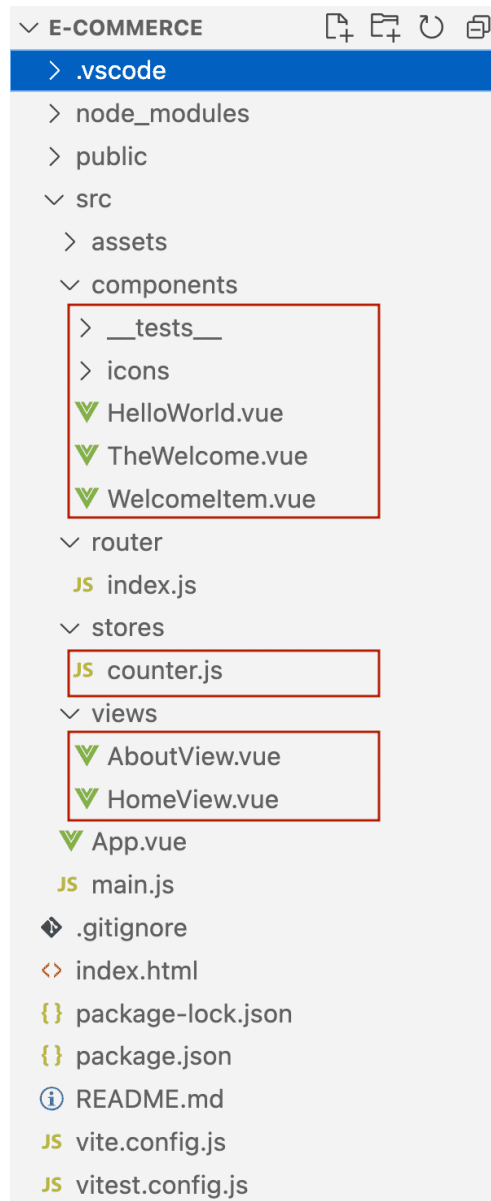 E-COMMERCE
.vscode
node_modules
public
src
assets
components
__tests__
icons
HelloWorld.vue
TheWelcome.vue
WelcomeItem.vue
router
JS index.js
stores
JS counter.js
views
AboutView.vue
HomeView.vue
App.vue
JS main.js
.gitignore
<> index.html
{} package-lock.json
{} package.json
README.md
JS vite.config.js
JS vitest.config.js